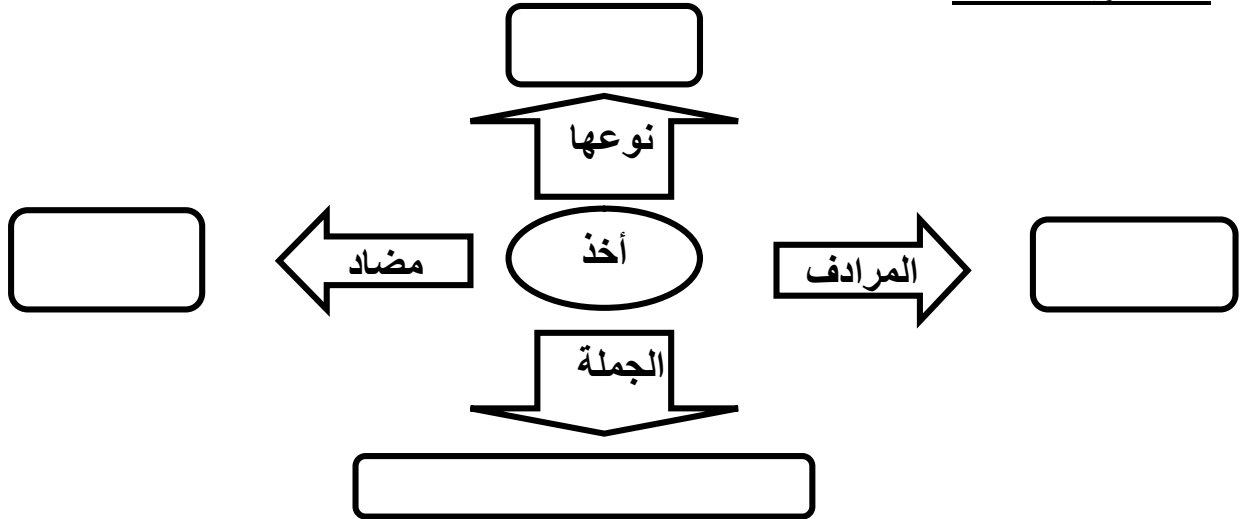 نوعها
أخذ
المرادف
مضاد
الجملة